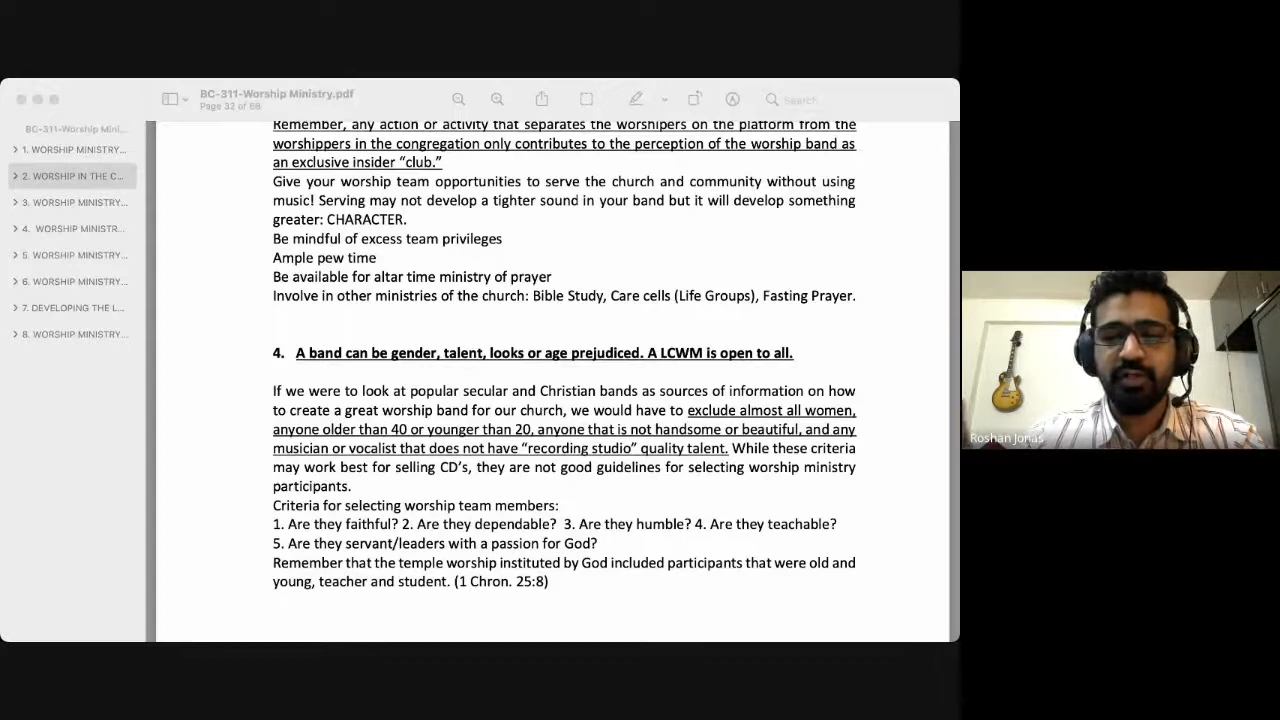 BC-311-Worship Ministry.pdf
Page 32 of 68
Search
BC-311-Worship Mini...
1. WORSHIP MINISTRY...
2. WORSHIP IN THE C...
3. WORSHIP MINISTRY...
4. WORSHIP MINISTR...
5. WORSHIP MINISTRY...
6. WORSHIP MINISTRY...
7. DEVELOPING THE L...
8. WORSHIP MINISTRY...
Remember, any action or activity that separates the worshipers on the platform from the
worshippers in the congregation only contributes to the perception of the worship band as
an exclusive insider “club.”
Give your worship team opportunities to serve the church and community without using
music! Serving may not develop a tighter sound in your band but it will develop something
greater: CHARACTER.
Be mindful of excess team privileges
Ample pew time
Be available for altar time ministry of prayer
Involve in other ministries of the church: Bible Study, Care cells (Life Groups), Fasting Prayer.
4. A band can be gender, talent, looks or age prejudiced. A LCWM is open to all.
If we were to look at popular secular and Christian bands as sources of information on how
to create a great worship band for our church, we would have to exclude almost all women,
anyone older than 40 or younger than 20, anyone that is not handsome or beautiful, and any
musician or vocalist that does not have “recording studio” quality talent. While these criteria
may work best for selling CD’s, they are not good guidelines for selecting worship ministry
participants.
Criteria for selecting worship team members:
1. Are they faithful? 2. Are they dependable? 3. Are they humble? 4. Are they teachable?
5. Are they servant/leaders with a passion for God?
Remember that the temple worship instituted by God included participants that were old and
young, teacher and student. (1 Chron. 25:8)
Roshan Jonas